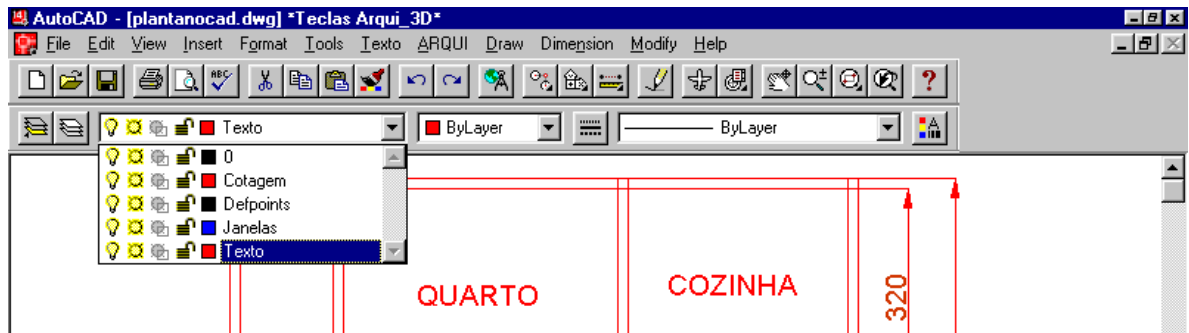 AutoCAD - [plantanocad.dwg] *Teclas Arqui_3D*
File Edit View Insert Format Tools Texto ARQUI Draw Dimension Modify Help
ABC ?
Texto ByLayer ByLayer A
0
Cotagem
Defpoints
Janelas
Texto
QUARTO COZINHA 320